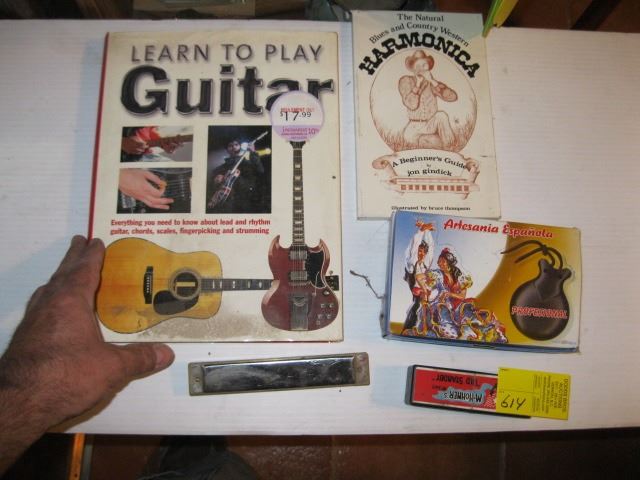 LEARN TO PLAY
Guitar
$17.99
Everything you need to know about lead and rhythm
guitar, chords, scales, fingerpicking and strumming
The Natural
Blues and Country Western
HARMONICA
A Beginner's Guide
by
jon gindick
Illustrated by bruce thompson
Artesania Española
PROFESIONAL
M. HOHNER'S
"OLD STANDBY"
614